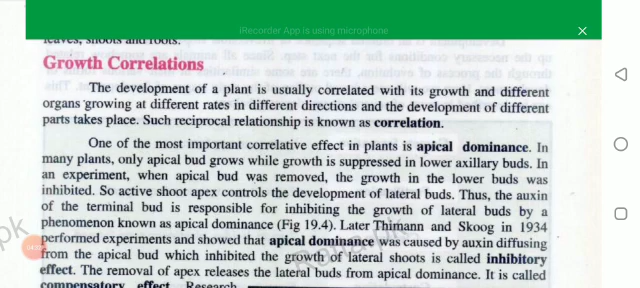 iRecorder App is using microphone
leaves, shoots and roots.
Growth Correlations
The development of a plant is usually correlated with its growth and different
organs growing at different rates in different directions and the development of different
parts takes place. Such reciprocal relationship is known as correlation.
One of the most important correlative effect in plants is apical dominance. In
many plants, only apical bud grows while growth is suppressed in lower axillary buds. In
an experiment, when apical bud was removed, the growth in the lower buds was
inhibited. So active shoot apex controls the development of lateral buds. Thus, the auxin
of the terminal bud is responsible for inhibiting the growth of lateral buds by a
phenomenon known as apical dominance (Fig 19.4). Later Thimann and Skoog in 1934
performed experiments and showed that apical dominance was caused by auxin diffusing
from the apical bud which inhibited the growth of lateral shoots is called inhibitory
effect. The removal of apex releases the lateral buds from apical dominance. It is called
compensatory effect. Research